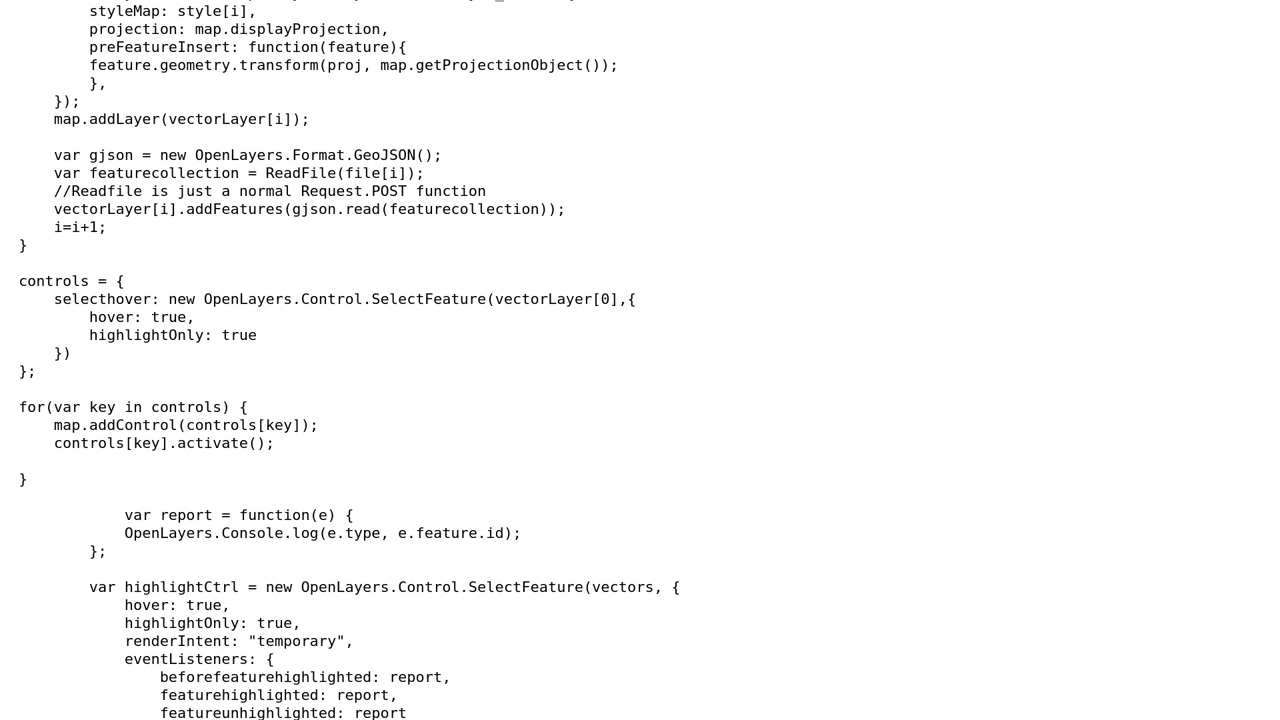 styleMap: style[i],
projection: map.displayProjection,
preFeatureInsert: function(feature){
feature.geometry.transform(proj, map.getProjectionObject());
},
});
map.addLayer(vectorLayer[i]);
var gjson = new OpenLayers.Format.GeoJSON();
var featurecollection = ReadFile(file[i]);
//Readfile is just a normal Request.POST function
vectorLayer[i].addFeatures(gjson.read(featurecollection));
i=i+1;
}
controls = {
selecthover: new OpenLayers.Control.SelectFeature(vectorLayer[0],{
hover: true,
highlightOnly: true
})
};
for(var key in controls) {
map.addControl(controls[key]);
controls[key].activate();
}
var report = function(e) {
OpenLayers.Console.log(e.type, e.feature.id);
};
var highlightCtrl = new OpenLayers.Control.SelectFeature(vectors, {
hover: true,
highlightOnly: true,
renderIntent: "temporary",
eventListeners: {
beforefeaturehighlighted: report,
featurehighlighted: report,
featureunhighlighted: report